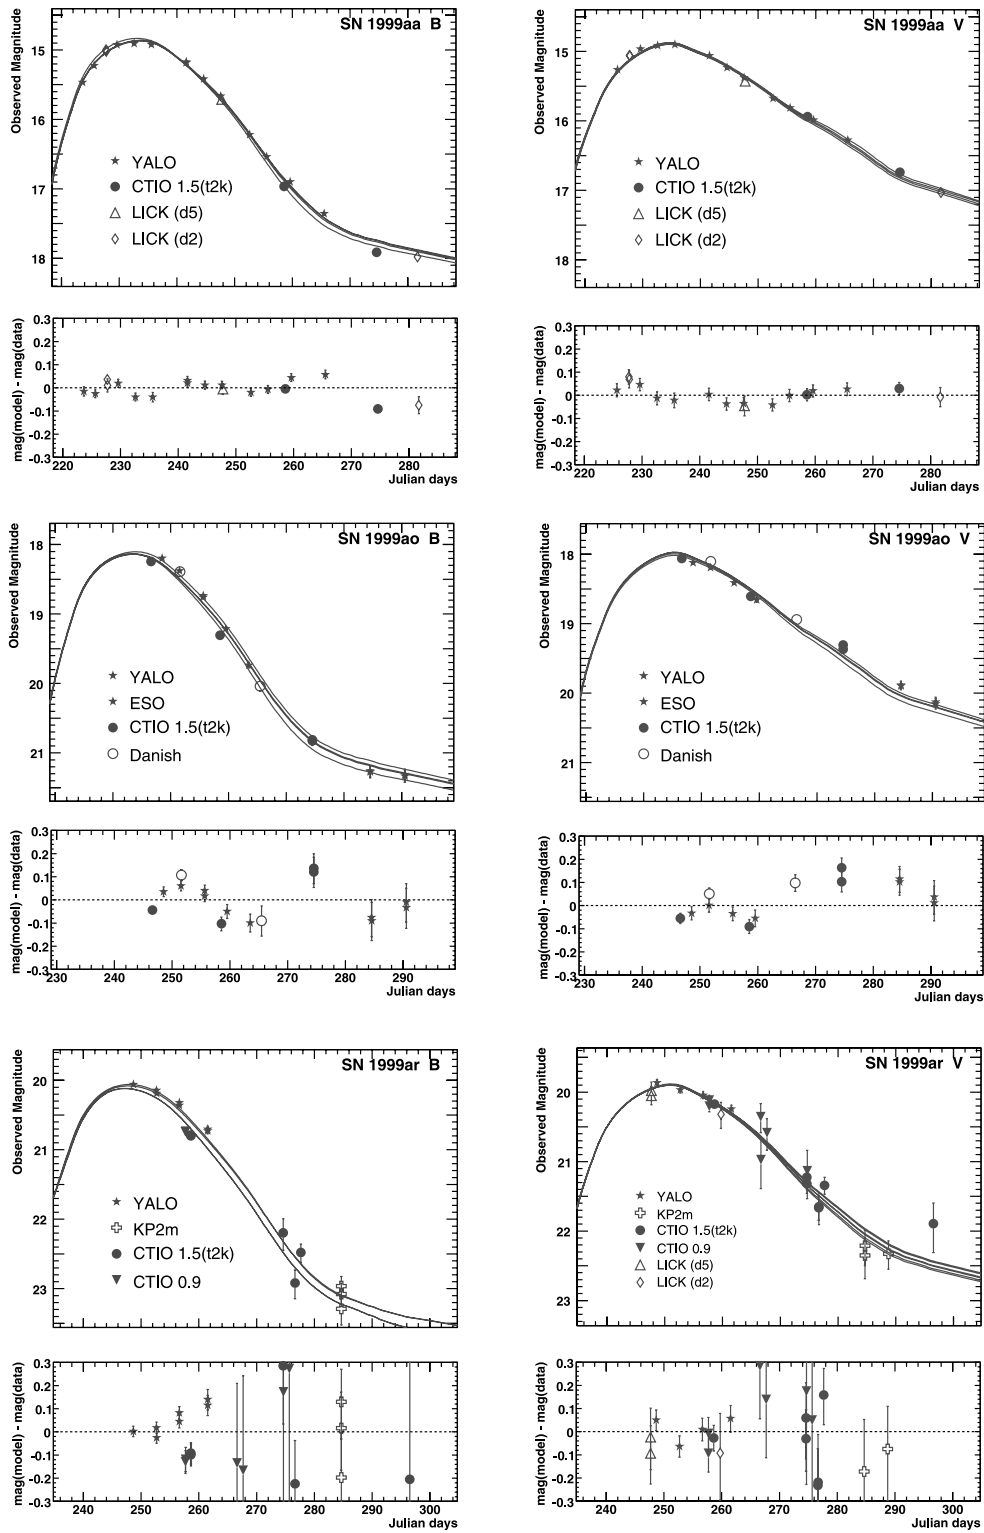 SN 1999aa B
Observed Magnitude
15
16
17
18
YALO
CTIO 1.5(t2k)
LICK (d5)
LICK (d2)
mag(model) - mag(data)
0.3
0.2
0.1
0
-0.1
-0.2
-0.3
220 230 240 250 260 270 280
Julian days
SN 1999aa V
Observed Magnitude
15
16
17
18
YALO
CTIO 1.5(t2k)
LICK (d5)
LICK (d2)
mag(model) - mag(data)
0.3
0.2
0.1
0
-0.1
-0.2
-0.3
220 230 240 250 260 270 280
Julian days
SN 1999ao B
Observed Magnitude
18
19
20
21
YALO
ESO
CTIO 1.5(t2k)
Danish
mag(model) - mag(data)
0.3
0.2
0.1
0
-0.1
-0.2
-0.3
230 240 250 260 270 280 290
Julian days
SN 1999ao V
Observed Magnitude
18
19
20
21
YALO
ESO
CTIO 1.5(t2k)
Danish
mag(model) - mag(data)
0.3
0.2
0.1
0
-0.1
-0.2
-0.3
230 240 250 260 270 280 290
Julian days
SN 1999ar B
Observed Magnitude
20
21
22
23
YALO
KP2m
CTIO 1.5(t2k)
CTIO 0.9
mag(model) - mag(data)
0.3
0.2
0.1
0
-0.1
-0.2
-0.3
240 250 260 270 280 290 300
Julian days
SN 1999ar V
Observed Magnitude
20
21
22
23
YALO
KP2m
CTIO 1.5(t2k)
CTIO 0.9
LICK (d5)
LICK (d2)
mag(model) - mag(data)
0.3
0.2
0.1
0
-0.1
-0.2
-0.3
240 250 260 270 280 290 300
Julian days